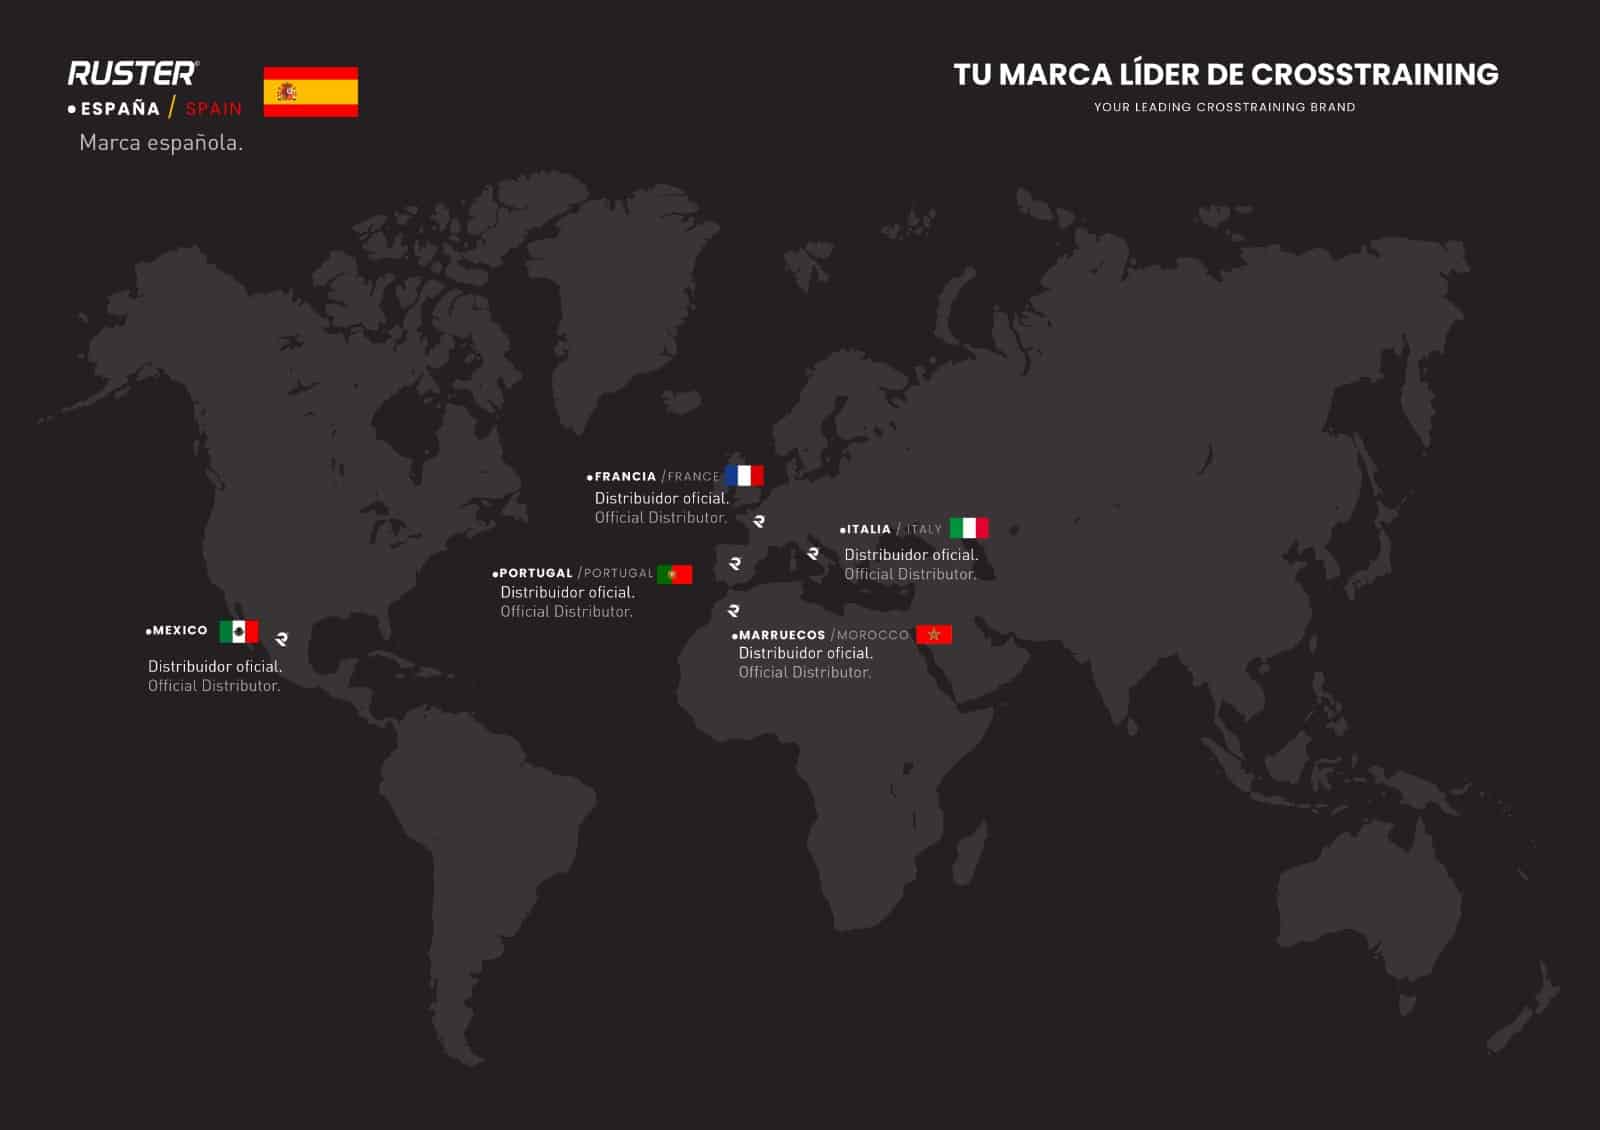 RUSTER®
•ESPAÑA / SPAIN
Marca española.
TU MARCA LÍDER DE CROSSTRAINING
YOUR LEADING CROSSTRAINING BRAND
•FRANCIA /FRANCE
Distribuidor oficial.
Official Distributor.
•ITALIA / ITALY
Distribuidor oficial.
Official Distributor.
•PORTUGAL /PORTUGAL
Distribuidor oficial.
Official Distributor.
•MEXICO
Distribuidor oficial.
Official Distributor.
•MARRUECOS /MOROCCO
Distribuidor oficial.
Official Distributor.